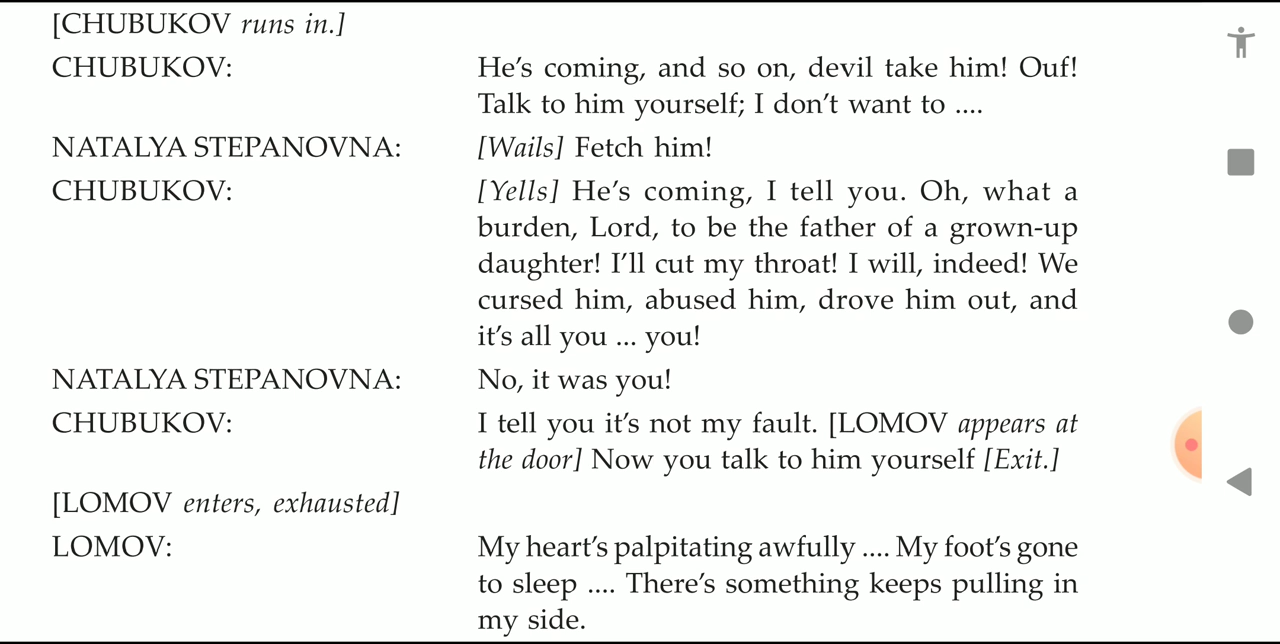 [CHUBUKOV runs in.]
CHUBUKOV: He's coming, and so on, devil take him! Ouf!
Talk to him yourself; I don't want to ....
NATALYA STEPANOVNA: [Wails] Fetch him!
CHUBUKOV: [Yells] He's coming, I tell you. Oh, what a
burden, Lord, to be the father of a grown-up
daughter! I'll cut my throat! I will, indeed! We
cursed him, abused him, drove him out, and
it's all you ... you!
NATALYA STEPANOVNA: No, it was you!
CHUBUKOV: I tell you it's not my fault. [LOMOV appears at
the door] Now you talk to him yourself [Exit.]
[LOMOV enters, exhausted]
LOMOV: My heart's palpitating awfully .... My foot's gone
to sleep .... There's something keeps pulling in
my side.